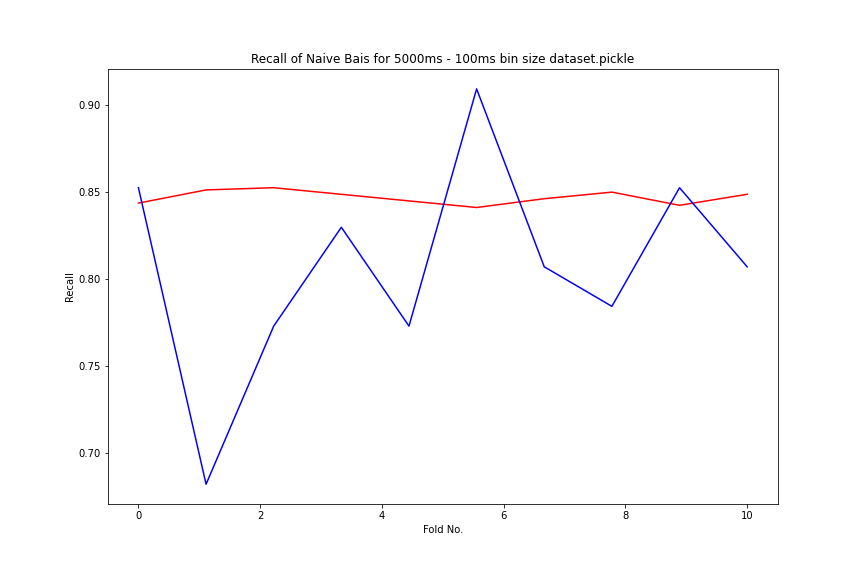 Recall of Naive Bais for 5000ms - 100ms bin size dataset.pickle
0.90
0.85
0.80
0.75
0.70
Recall
0 2 4 6 8 10
Fold No.